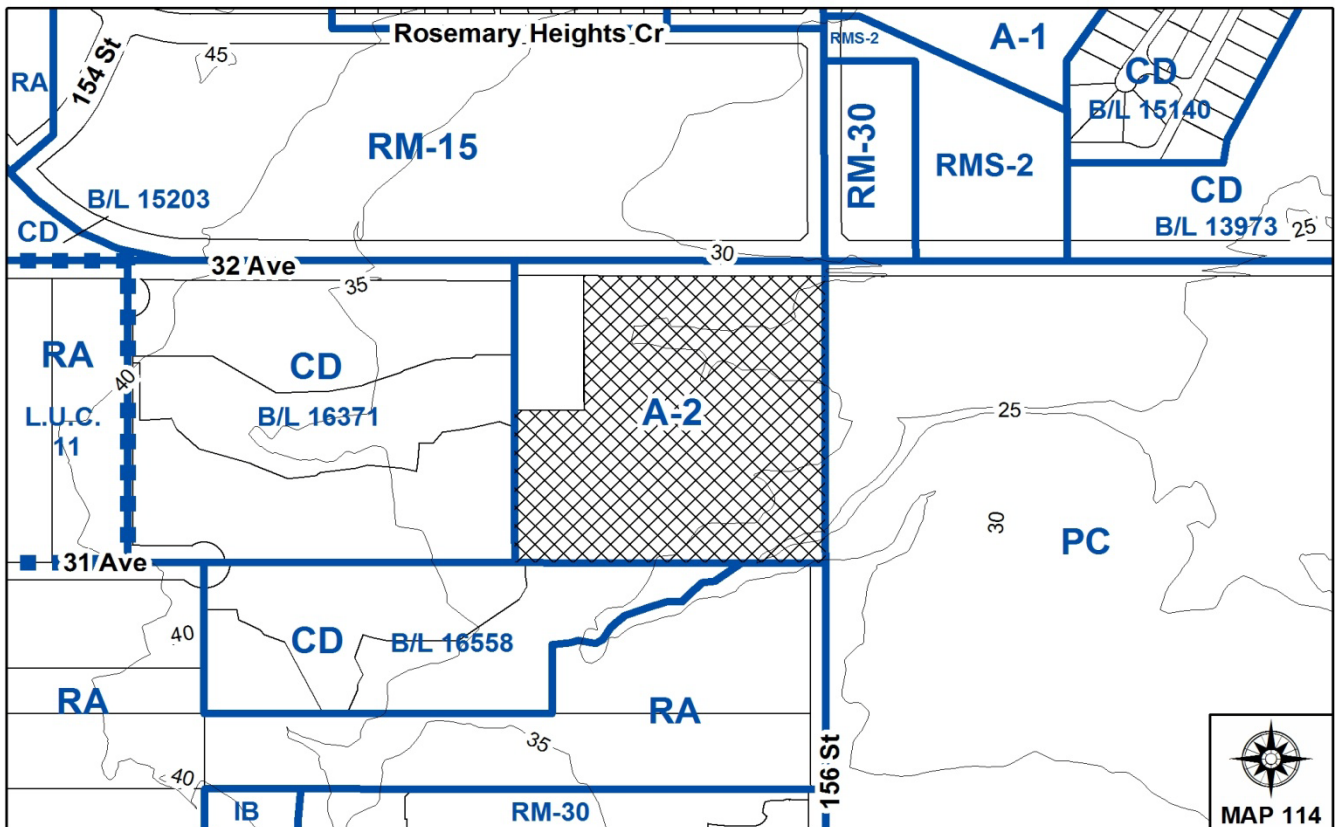 Rosemary Heights Cr
RMS-2
A-1
RA
154 St
45
CD
B/L 15140
RM-15
RM-30
RMS-2
B/L 15203
CD
CD
B/L 13973
25
32 Ave
30
35
RA
40
L.U.C.
11
CD
B/L 16371
A-2
25
30
PC
31 Ave
40
CD
B/L 16558
RA
RA
35
156 St
40
IB
RM-30
MAP 114